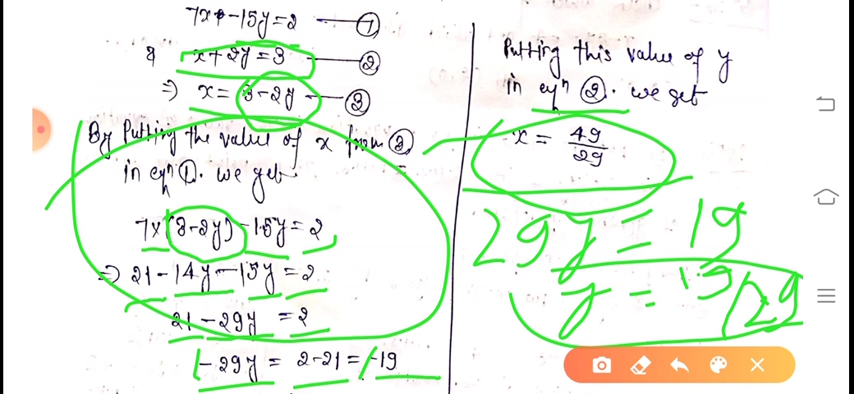 7x - 15y = 2 — ①
& x + 2y = 3 — ②
⇒ x = 3 - 2y — ③
By Putting the value of x from ③
in eqⁿ ①. we get
7x(3-2y) - 15y = 2
⇒ 21 - 14y - 15y = 2
21 - 29y = 2
-29y = 2 - 21 = -19
Putting this value of y
in eqⁿ ③. we get
x = 49/29
29y = 19
y = 19/29